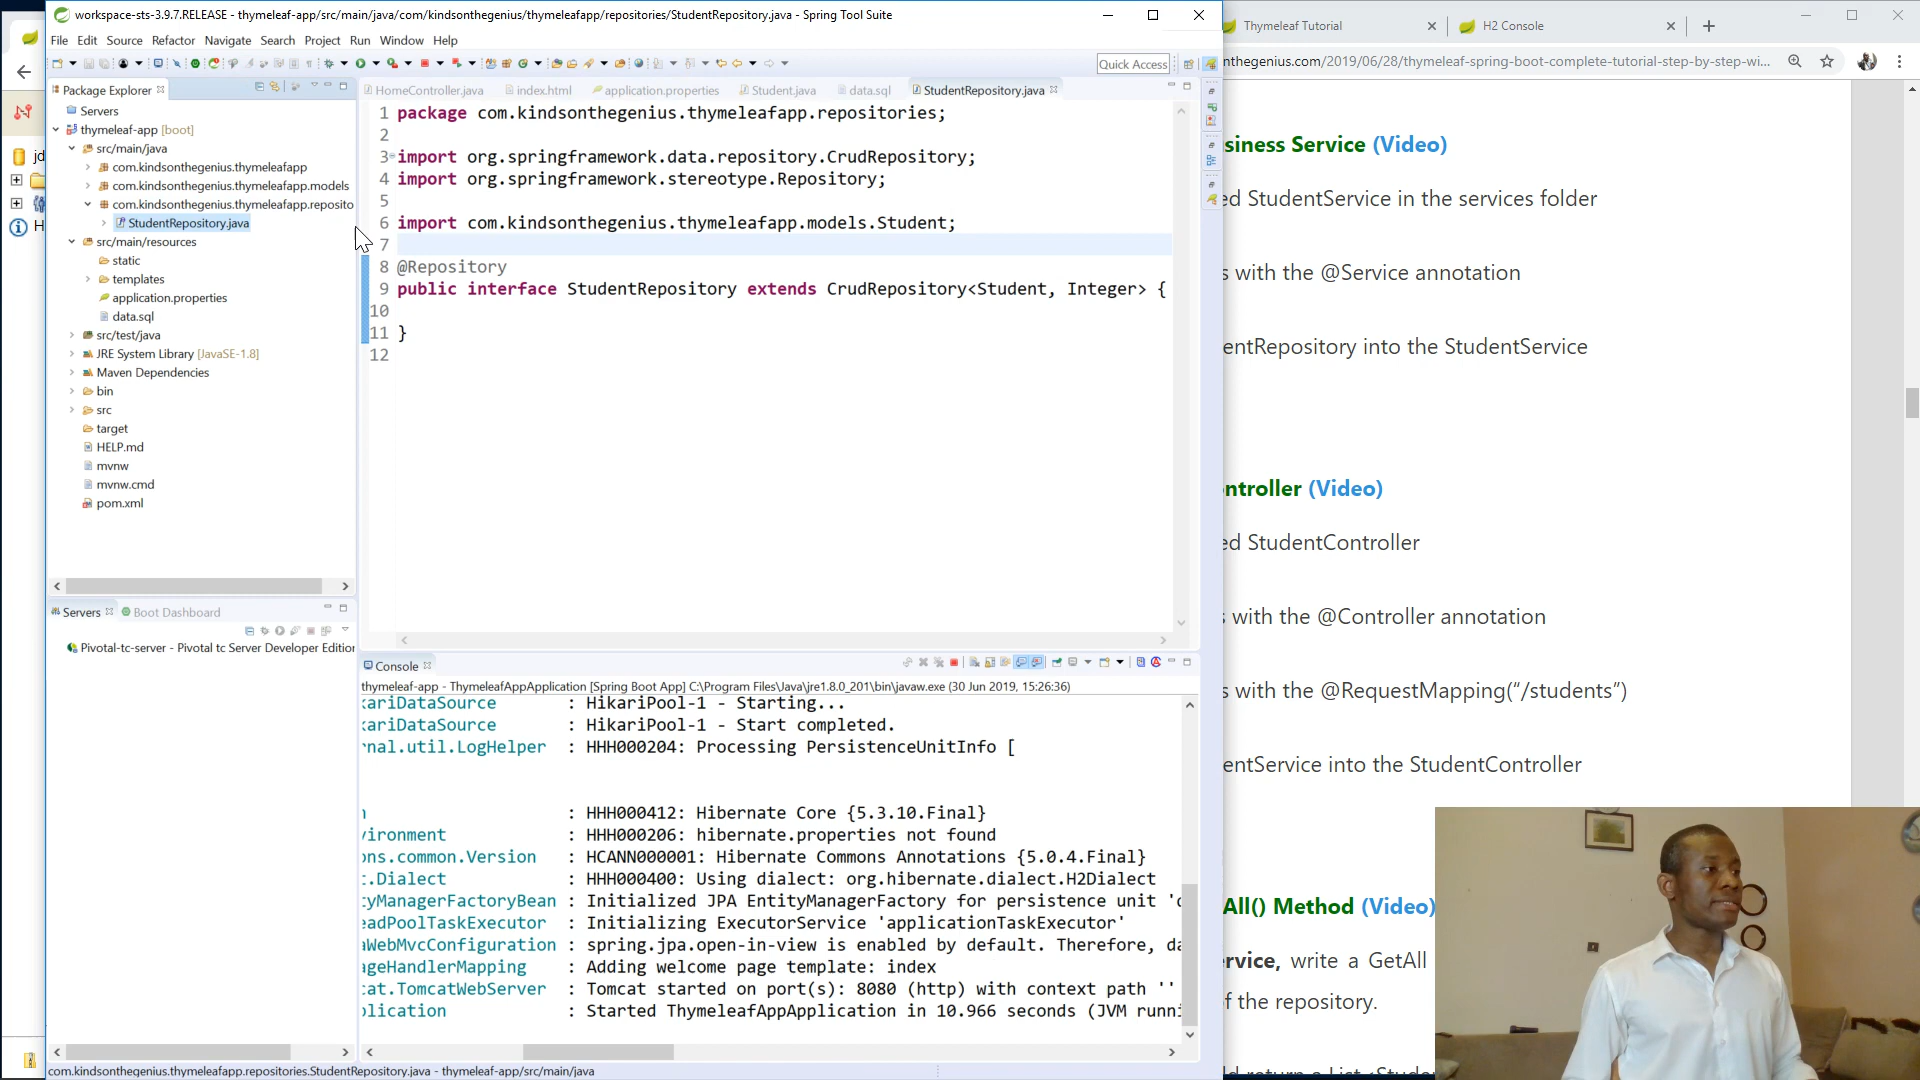 workspace-sts-3.9.7.RELEASE - thymeleaf-app/src/main/java/com/kindsonthegenius/thymeleafapp/repositories/StudentRepository.java - Spring Tool Suite
File Edit Source Refactor Navigate Search Project Run Window Help
Quick Access
Package Explorer
Servers
thymeleaf-app [boot]
src/main/java
com.kindsonthegenius.thymeleafapp
com.kindsonthegenius.thymeleafapp.models
com.kindsonthegenius.thymeleafapp.reposito
StudentRepository.java
src/main/resources
static
templates
application.properties
data.sql
src/test/java
JRE System Library [JavaSE-1.8]
Maven Dependencies
bin
src
target
HELP.md
mvnw
mvnw.cmd
pom.xml
Servers Boot Dashboard
Pivotal-tc-server - Pivotal tc Server Developer Edition
HomeController.java index.html application.properties Student.java data.sql StudentRepository.java
1 package com.kindsonthegenius.thymeleafapp.repositories;
2
3 import org.springframework.data.repository.CrudRepository;
4 import org.springframework.stereotype.Repository;
5
6 import com.kindsonthegenius.thymeleafapp.models.Student;
7
8 @Repository
9 public interface StudentRepository extends CrudRepository<Student, Integer> {
10
11 }
12
Console
thymeleaf-app - ThymeleafAppApplication [Spring Boot App] C:\Program Files\Java\jre1.8.0_201\bin\javaw.exe (30 Jun 2019, 15:26:36)
kariDataSource : HikariPool-1 - Starting...
kariDataSource : HikariPool-1 - Start completed.
rnal.util.LogHelper : HHH000204: Processing PersistenceUnitInfo [
: HHH000412: Hibernate Core {5.3.10.Final}
vironment : HHH000206: hibernate.properties not found
ons.common.Version : HCANN000001: Hibernate Commons Annotations {5.0.4.Final}
t.Dialect : HHH000400: Using dialect: org.hibernate.dialect.H2Dialect
tyManagerFactoryBean : Initialized JPA EntityManagerFactory for persistence unit 'd
eadPoolTaskExecutor : Initializing ExecutorService 'applicationTaskExecutor'
aWebMvcConfiguration : spring.jpa.open-in-view is enabled by default. Therefore, da
ageHandlerMapping : Adding welcome page template: index
cat.TomcatWebServer : Tomcat started on port(s): 8080 (http) with context path ''
plication : Started ThymeleafAppApplication in 10.966 seconds (JVM runni
com.kindsonthegenius.thymeleafapp.repositories.StudentRepository.java - thymeleaf-app/src/main/java
jd
H
Thymeleaf Tutorial H2 Console
nthegenius.com/2019/06/28/thymeleaf-spring-boot-complete-tutorial-step-by-step-wi...
siness Service (Video)
ed StudentService in the services folder
s with the @Service annotation
entRepository into the StudentService
ntroller (Video)
ed StudentController
s with the @Controller annotation
s with the @RequestMapping(“/students”)
entService into the StudentController
All() Method (Video)
rvice, write a GetAll
f the repository.